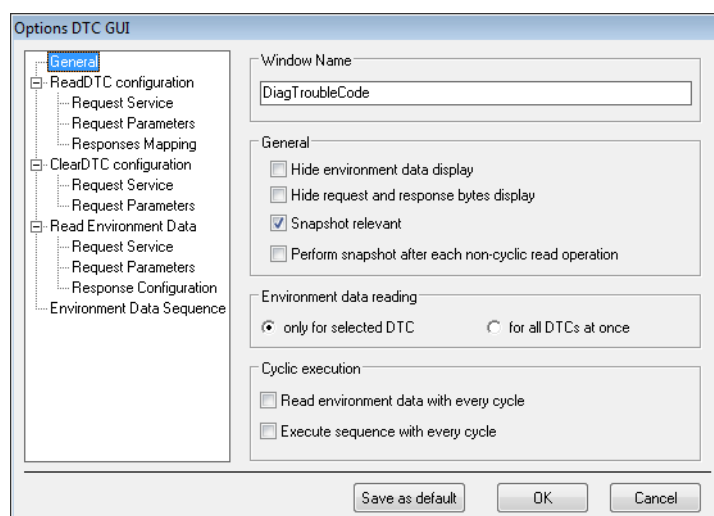 Options DTC GUI
General
ReadDTC configuration
Request Service
Request Parameters
Responses Mapping
ClearDTC configuration
Request Service
Request Parameters
Read Environment Data
Request Service
Request Parameters
Response Configuration
Environment Data Sequence
Window Name
DiagTroubleCode
General
Hide environment data display
Hide request and response bytes display
Snapshot relevant
Perform snapshot after each non-cyclic read operation
Environment data reading
only for selected DTC
for all DTCs at once
Cyclic execution
Read environment data with every cycle
Execute sequence with every cycle
Save as default
OK
Cancel